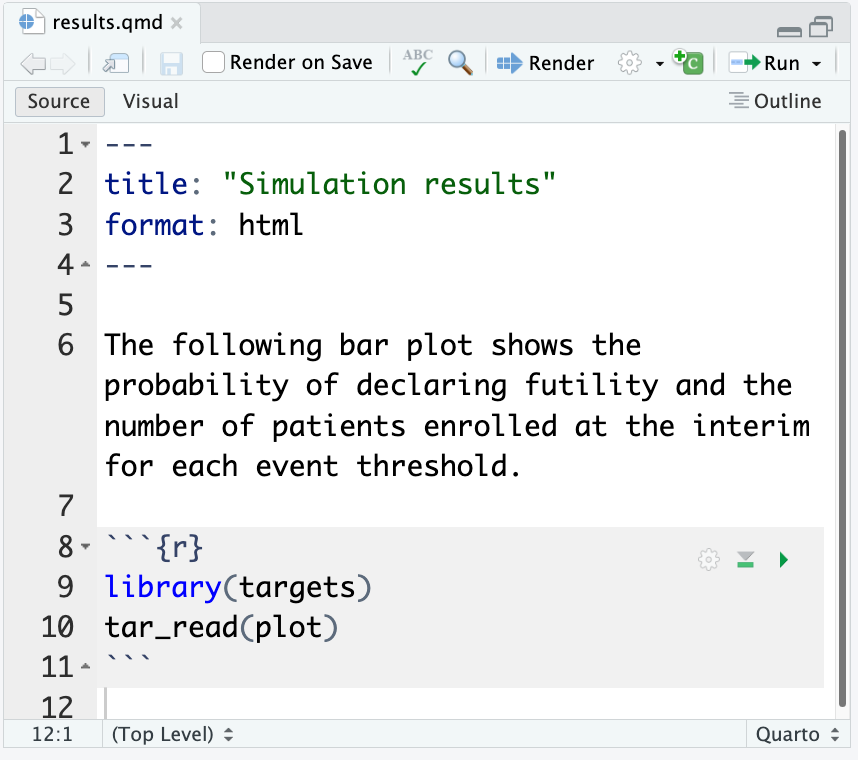 results.qmd
Render on Save
ABC
Render
C
Run
Source
Visual
Outline
1 ---
2 title: "Simulation results"
3 format: html
4 ---
5
6 The following bar plot shows the
probability of declaring futility and the
number of patients enrolled at the interim
for each event threshold.
7
8 ```{r}
9 library(targets)
10 tar_read(plot)
11 ```
12
12:1
(Top Level)
Quarto